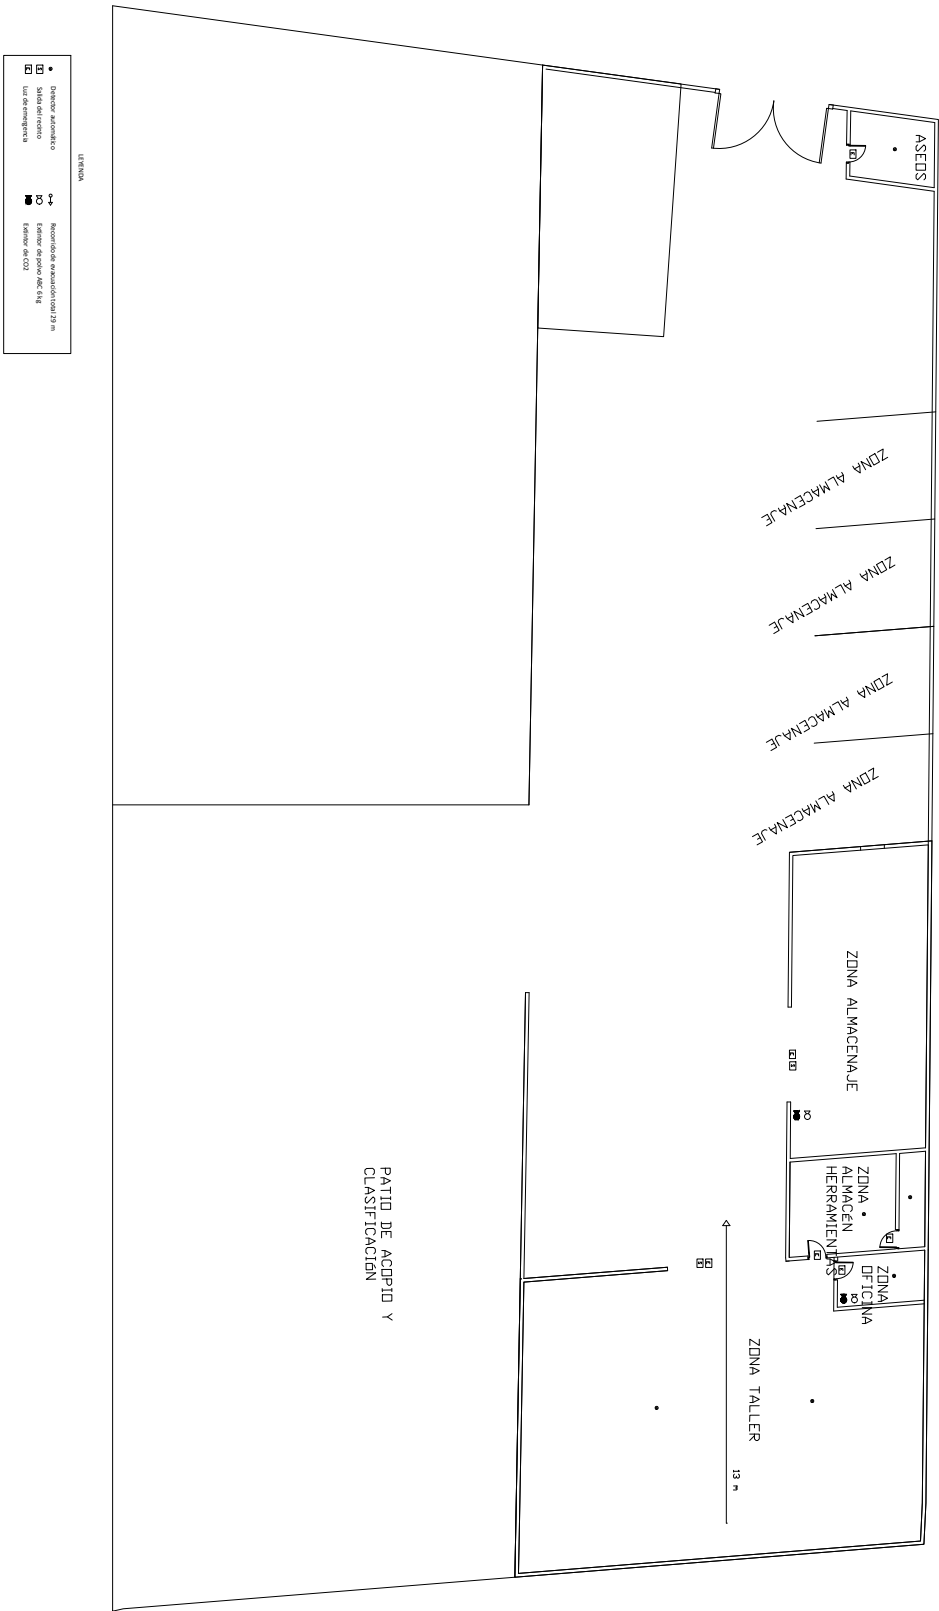 LEYENDA
Detector automático
Salida del recinto
Luz de emergencia
Recorrido de evacuación total 29 m
Extintor de polvo ABC 6 kg
Extintor de CO2
ASEOS
ZONA ALMACENAJE
ZONA ALMACENAJE
ZONA ALMACENAJE
ZONA ALMACENAJE
ZONA ALMACENAJE
ZONA
ALMACÉN
HERRAMIENTAS
ZONA
OFICINA
ZONA TALLER
13 m
PATIO DE ACOPIO Y
CLASIFICACIÓN